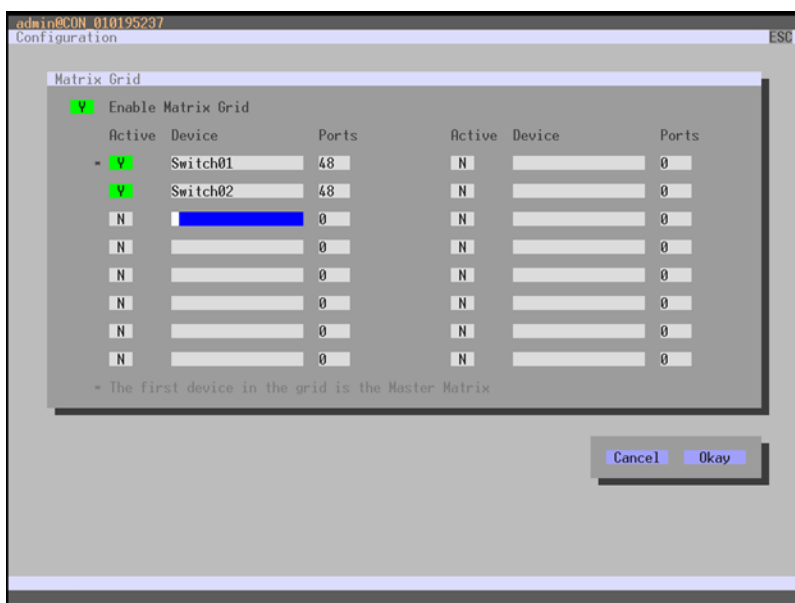 admin@CON_010195237
Configuration ESC
Matrix Grid
Y Enable Matrix Grid
Active Device Ports Active Device Ports
* Y Switch01 48 N 0
Y Switch02 48 N 0
N 0 N 0
N 0 N 0
N 0 N 0
N 0 N 0
N 0 N 0
N 0 N 0
* The first device in the grid is the Master Matrix
Cancel Okay